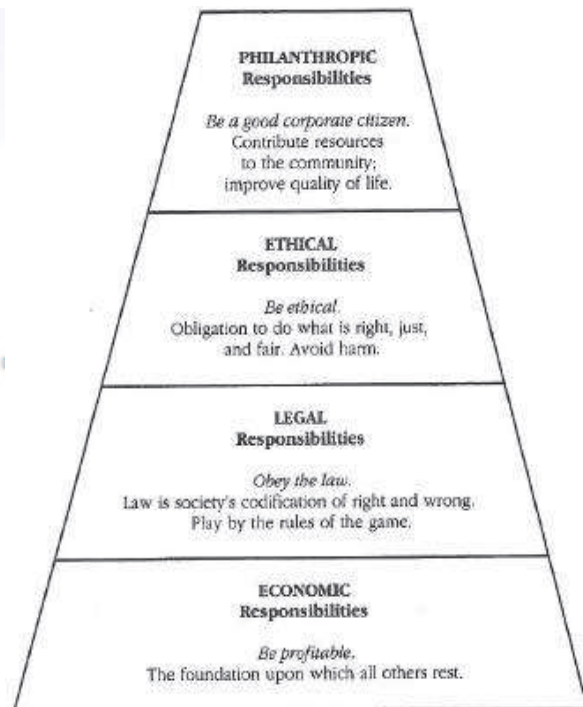 PHILANTHROPIC
Responsibilities
Be a good corporate citizen.
Contribute resources
to the community;
improve quality of life.
ETHICAL
Responsibilities
Be ethical.
Obligation to do what is right, just,
and fair. Avoid harm.
LEGAL
Responsibilities
Obey the law.
Law is society's codification of right and wrong.
Play by the rules of the game.
ECONOMIC
Responsibilities
Be profitable.
The foundation upon which all others rest.